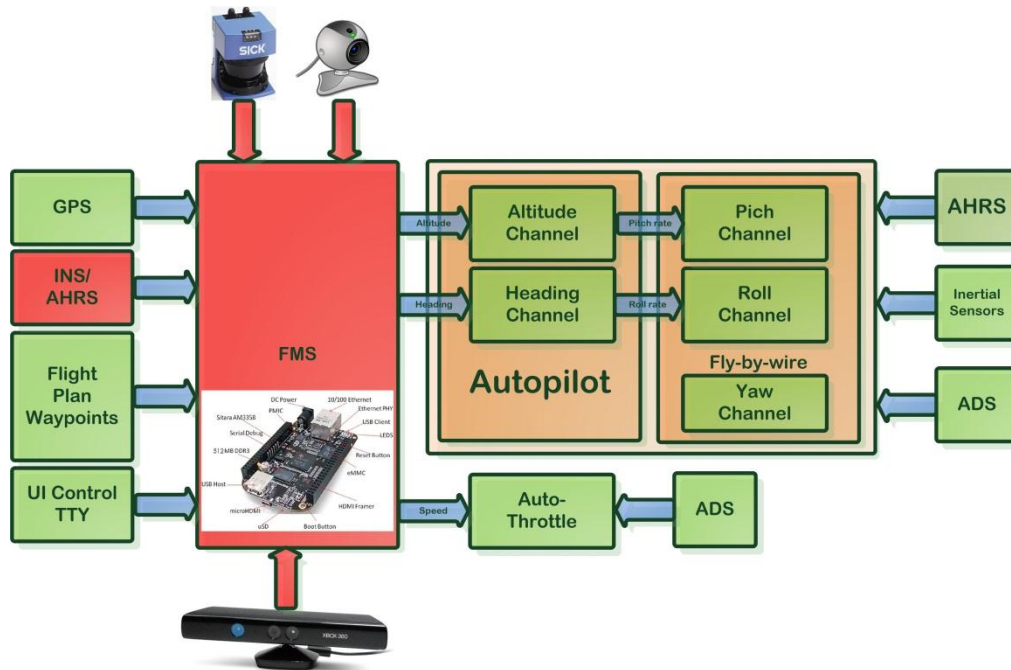 SICK
GPS
INS/
AHRS
Flight
Plan
Waypoints
UI Control
TTY
FMS
DC Power
10/100 Ethernet
PMIC
Ethernet PHY
Sitara AM335B
USB Client
Serial Debug
LEDS
512 MB DDR3
Reset Button
eMMC
USB Host
HDMI Framer
microHDMI
uSD
Boot Button
Altitude
Heading
Speed
Altitude
Channel
Heading
Channel
Autopilot
Pitch rate
Roll rate
Pich
Channel
Roll
Channel
Fly-by-wire
Yaw
Channel
AHRS
Inertial
Sensors
ADS
Auto-
Throttle
ADS
XBOX 360